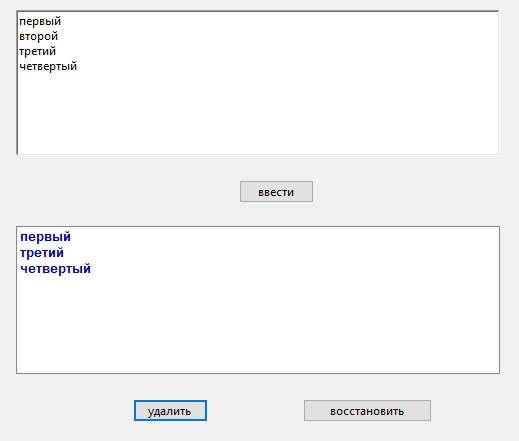 первый
второй
третий
четвертый
ввести
первый
третий
четвертый
удалить
восстановить